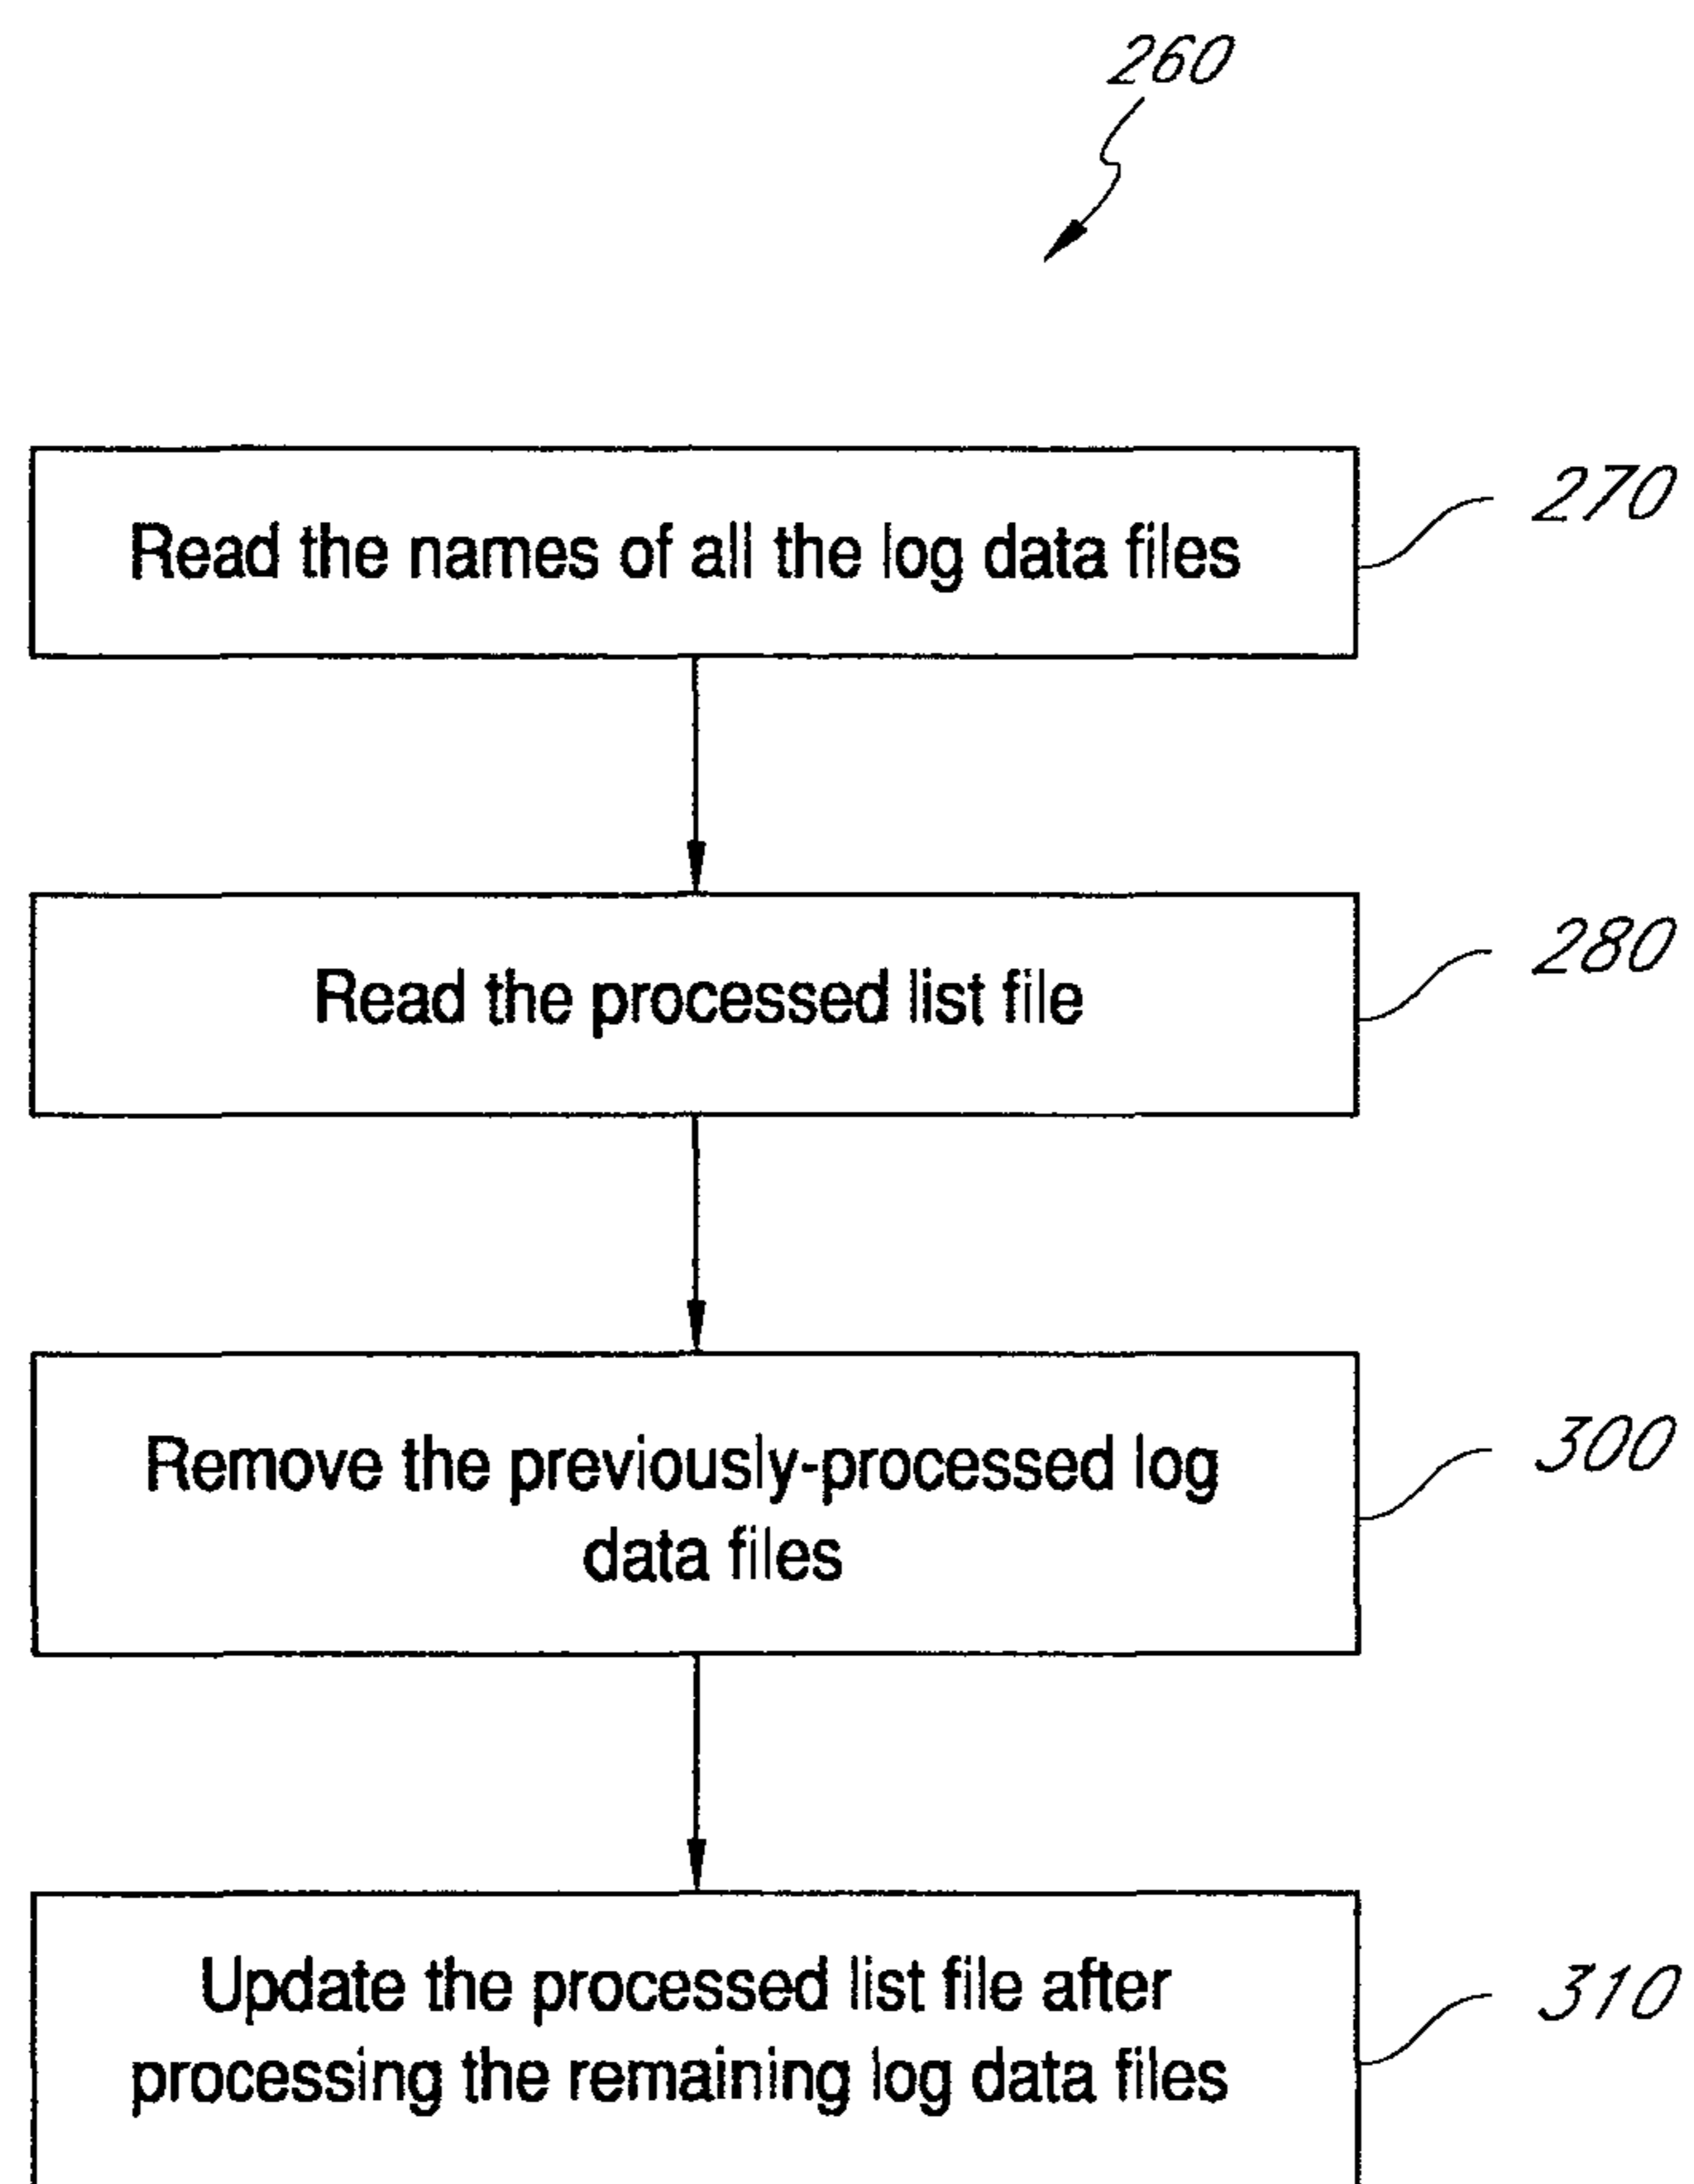 260
Read the names of all the log data files
270
Read the processed list file
280
Remove the previously-processed log
data files
300
Update the processed list file after
processing the remaining log data files
310